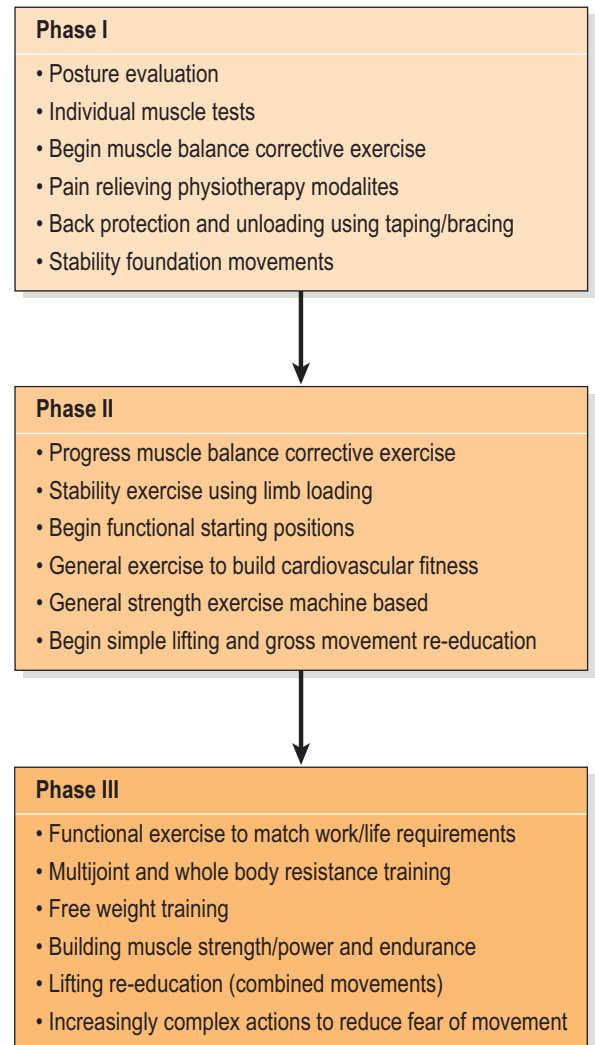 Phase I
• Posture evaluation
• Individual muscle tests
• Begin muscle balance corrective exercise
• Pain relieving physiotherapy modalites
• Back protection and unloading using taping/bracing
• Stability foundation movements
Phase II
• Progress muscle balance corrective exercise
• Stability exercise using limb loading
• Begin functional starting positions
• General exercise to build cardiovascular fitness
• General strength exercise machine based
• Begin simple lifting and gross movement re-education
Phase III
• Functional exercise to match work/life requirements
• Multijoint and whole body resistance training
• Free weight training
• Building muscle strength/power and endurance
• Lifting re-education (combined movements)
• Increasingly complex actions to reduce fear of movement